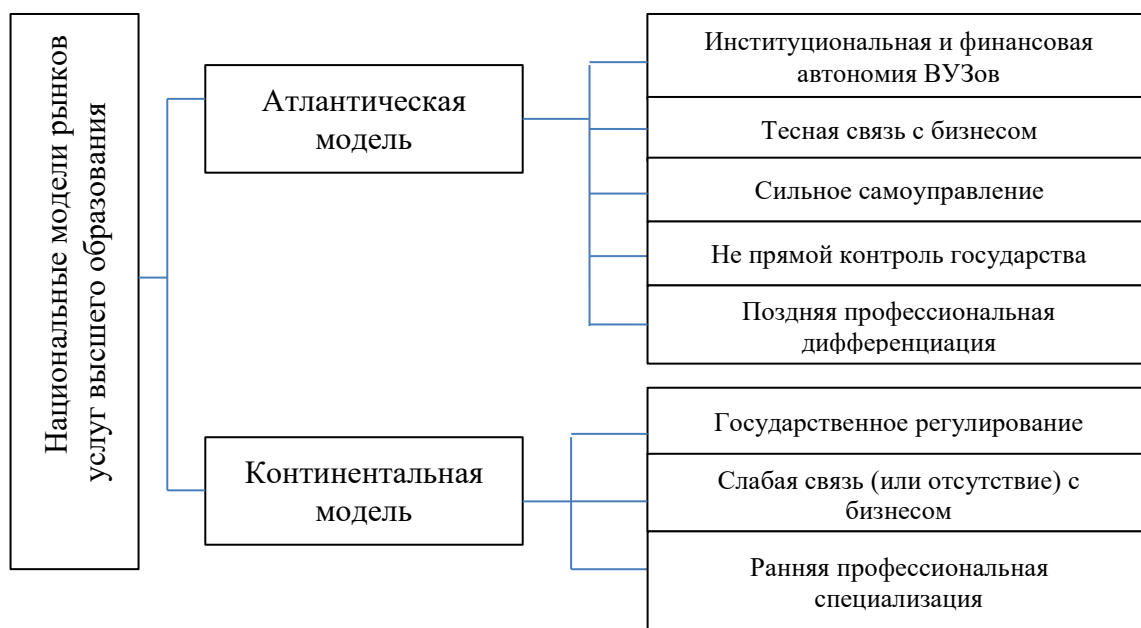 Национальные модели рынков
услуг высшего образования
Атлантическая
модель
Институциональная и финансовая
автономия ВУЗов
Тесная связь с бизнесом
Сильное самоуправление
Не прямой контроль государства
Поздняя профессиональная
дифференциация
Континентальная
модель
Государственное регулирование
Слабая связь (или отсутствие) с
бизнесом
Ранняя профессиональная
специализация